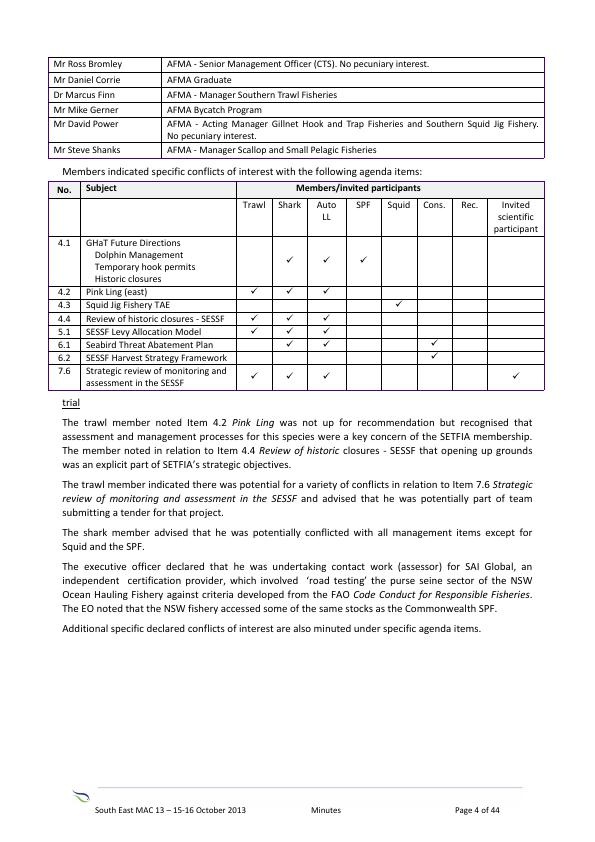 Mr Ross Bromley AFMA - Senior Management Officer (CTS). No pecuniary interest.
Mr Daniel Corrie AFMA Graduate
Dr Marcus Finn AFMA - Manager Southern Trawl Fisheries
Mr Mike Gerner AFMA Bycatch Program
Mr David Power AFMA - Acting Manager Gillnet Hook and Trap Fisheries and Southern Squid Jig Fishery.
No pecuniary interest.
Mr Steve Shanks AFMA - Manager Scallop and Small Pelagic Fisheries
Members indicated specific conflicts of interest with the following agenda items:
No. Subject Members/invited participants
Trawl Shark Auto LL SPF Squid Cons. Rec. Invited scientific participant
4.1 GHaT Future Directions
Dolphin Management
✓ ✓ ✓
Temporary hook permits
Historic closures
4.2 Pink Ling (east) ✓ ✓ ✓
4.3 Squid Jig Fishery TAE ✓
4.4 Review of historic closures - SESSF ✓ ✓ ✓
5.1 SESSF Levy Allocation Model ✓ ✓ ✓
6.1 Seabird Threat Abatement Plan ✓ ✓ ✓
6.2 SESSF Harvest Strategy Framework ✓
7.6 Strategic review of monitoring and
assessment in the SESSF ✓ ✓ ✓ ✓
trial
The trawl member noted Item 4.2 Pink Ling was not up for recommendation but recognised that
assessment and management processes for this species were a key concern of the SETFIA membership.
The member noted in relation to Item 4.4 Review of historic closures - SESSF that opening up grounds
was an explicit part of SETFIA's strategic objectives.
The trawl member indicated there was potential for a variety of conflicts in relation to Item 7.6 Strategic
review of monitoring and assessment in the SESSF and advised that he was potentially part of team
submitting a tender for that project.
The shark member advised that he was potentially conflicted with all management items except for
Squid and the SPF.
The executive officer declared that he was undertaking contact work (assessor) for SAI Global, an
independent certification provider, which involved 'road testing' the purse seine sector of the NSW
Ocean Hauling Fishery against criteria developed from the FAO Code Conduct for Responsible Fisheries.
The EO noted that the NSW fishery accessed some of the same stocks as the Commonwealth SPF.
Additional specific declared conflicts of interest are also minuted under specific agenda items.
South East MAC 13 – 15-16 October 2013 Minutes Page 4 of 44